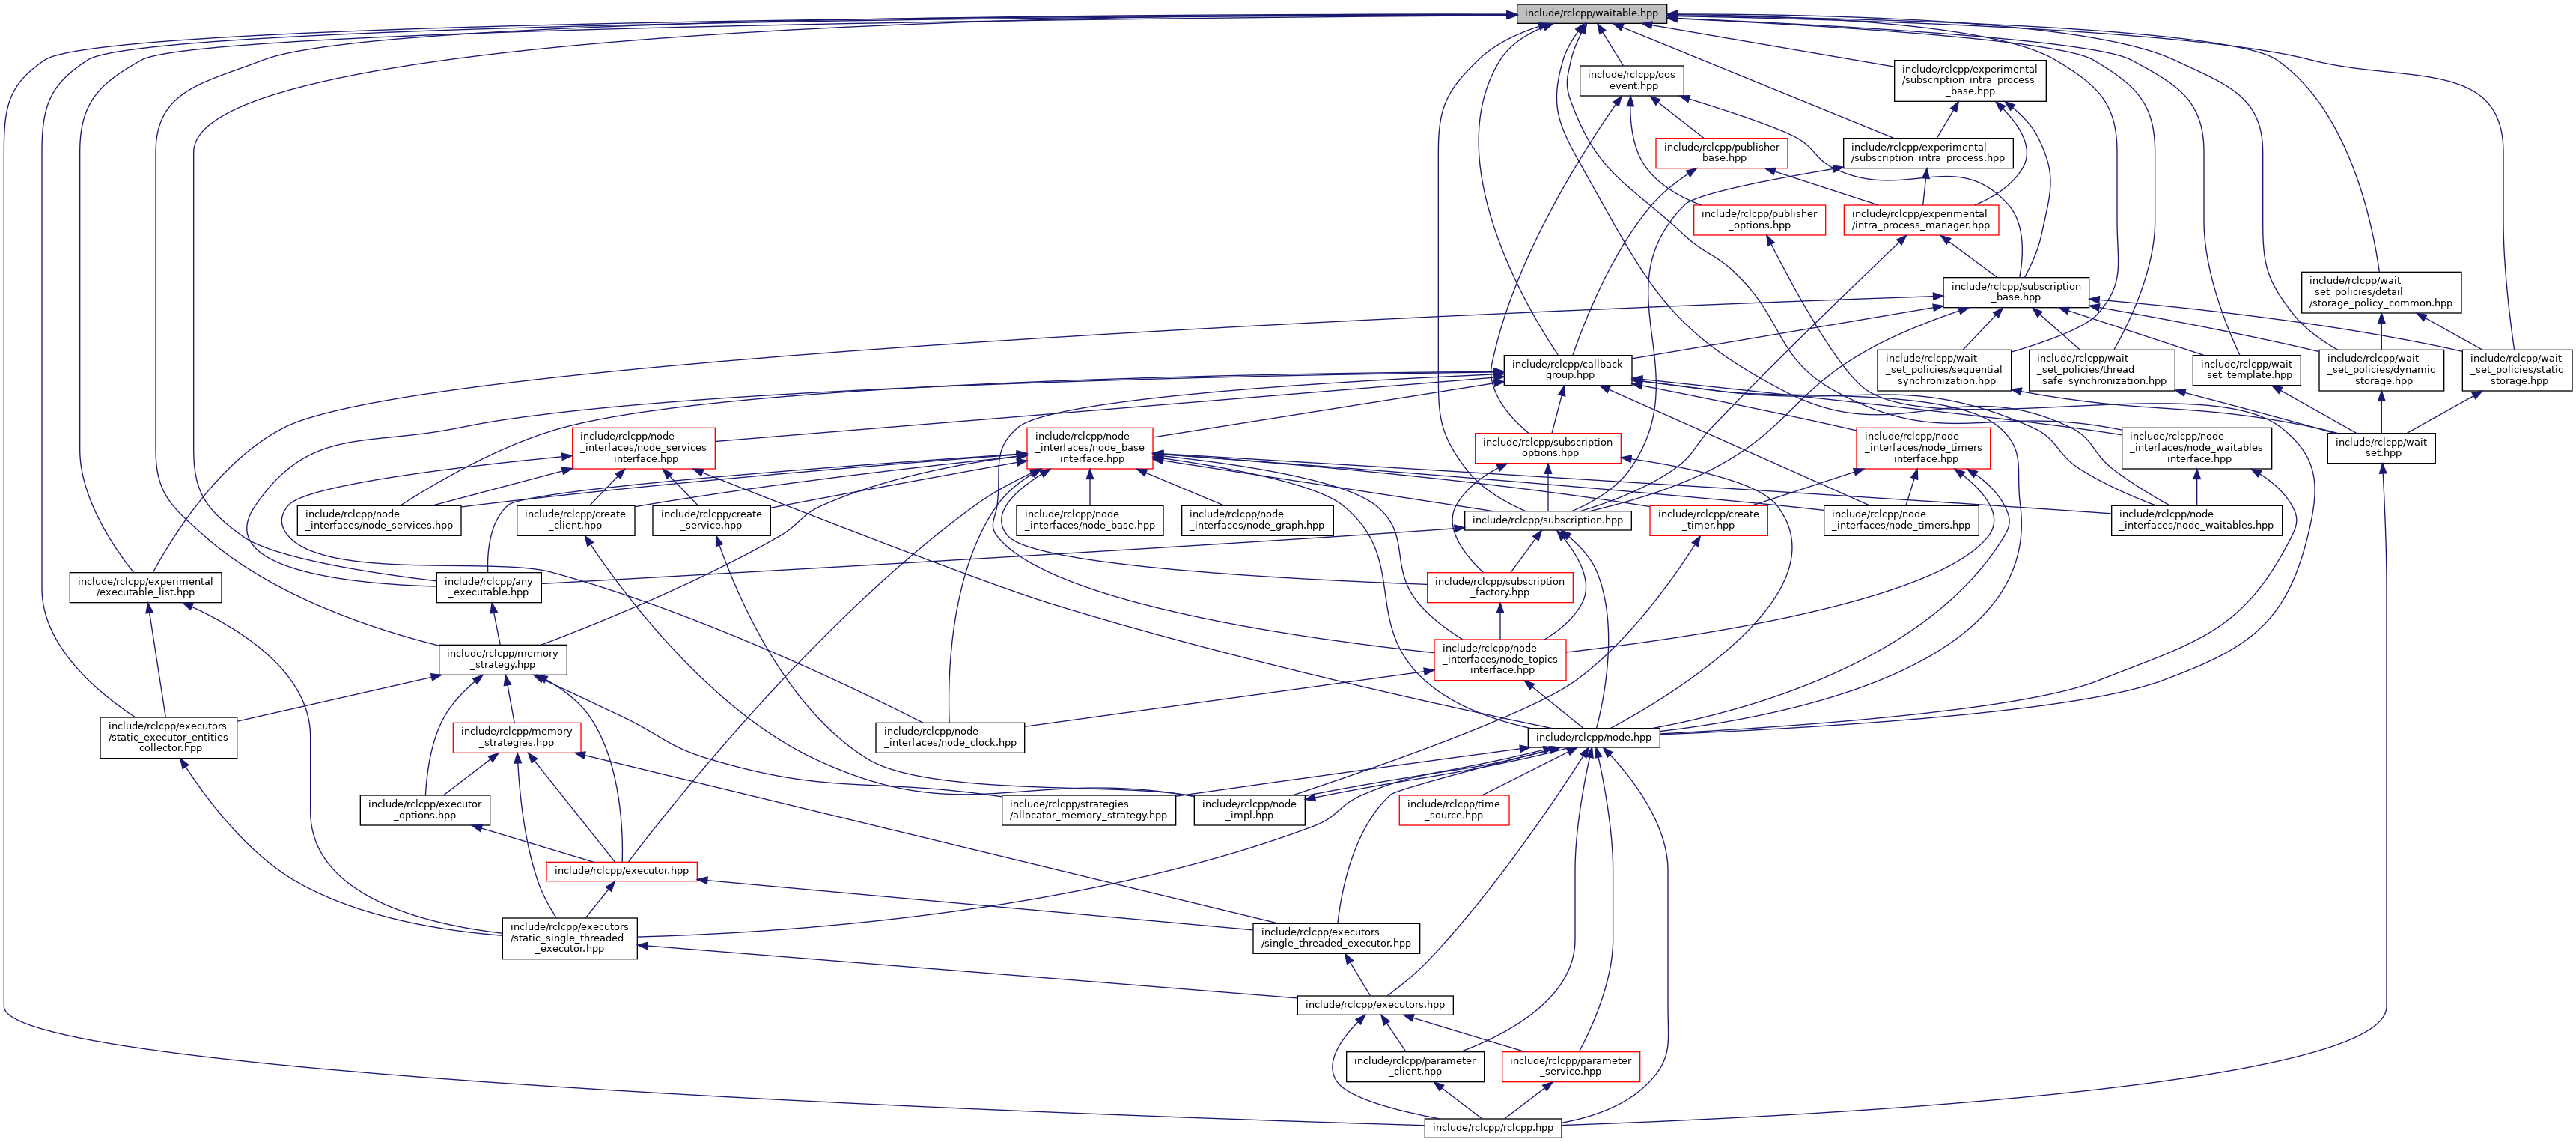 include/rclcpp/waitable.hpp
include/rclcpp/qos
_event.hpp
include/rclcpp/experimental
/subscription_intra_process
_base.hpp
include/rclcpp/publisher
_base.hpp
include/rclcpp/experimental
/subscription_intra_process.hpp
include/rclcpp/publisher
_options.hpp
include/rclcpp/experimental
/intra_process_manager.hpp
include/rclcpp/subscription
_base.hpp
include/rclcpp/wait
_set_policies/detail
/storage_policy_common.hpp
include/rclcpp/callback
_group.hpp
include/rclcpp/wait
_set_policies/sequential
_synchronization.hpp
include/rclcpp/wait
_set_policies/thread
_safe_synchronization.hpp
include/rclcpp/wait
_set_template.hpp
include/rclcpp/wait
_set_policies/dynamic
_storage.hpp
include/rclcpp/wait
_set_policies/static
_storage.hpp
include/rclcpp/node
_interfaces/node_services
_interface.hpp
include/rclcpp/node
_interfaces/node_base
_interface.hpp
include/rclcpp/subscription
_options.hpp
include/rclcpp/node
_interfaces/node_timers
_interface.hpp
include/rclcpp/node
_interfaces/node_waitables
_interface.hpp
include/rclcpp/wait
_set.hpp
include/rclcpp/node
_interfaces/node_services.hpp
include/rclcpp/create
_client.hpp
include/rclcpp/create
_service.hpp
include/rclcpp/node
_interfaces/node_base.hpp
include/rclcpp/node
_interfaces/node_graph.hpp
include/rclcpp/subscription.hpp
include/rclcpp/create
_timer.hpp
include/rclcpp/node
_interfaces/node_timers.hpp
include/rclcpp/node
_interfaces/node_waitables.hpp
include/rclcpp/experimental
/executable_list.hpp
include/rclcpp/any
_executable.hpp
include/rclcpp/subscription
_factory.hpp
include/rclcpp/memory
_strategy.hpp
include/rclcpp/node
_interfaces/node_topics
_interface.hpp
include/rclcpp/executors
/static_executor_entities
_collector.hpp
include/rclcpp/memory
_strategies.hpp
include/rclcpp/node
_interfaces/node_clock.hpp
include/rclcpp/node.hpp
include/rclcpp/executor
_options.hpp
include/rclcpp/strategies
/allocator_memory_strategy.hpp
include/rclcpp/node
_impl.hpp
include/rclcpp/time
_source.hpp
include/rclcpp/executor.hpp
include/rclcpp/executors
/static_single_threaded
_executor.hpp
include/rclcpp/executors
/single_threaded_executor.hpp
include/rclcpp/executors.hpp
include/rclcpp/parameter
_client.hpp
include/rclcpp/parameter
_service.hpp
include/rclcpp/rclcpp.hpp